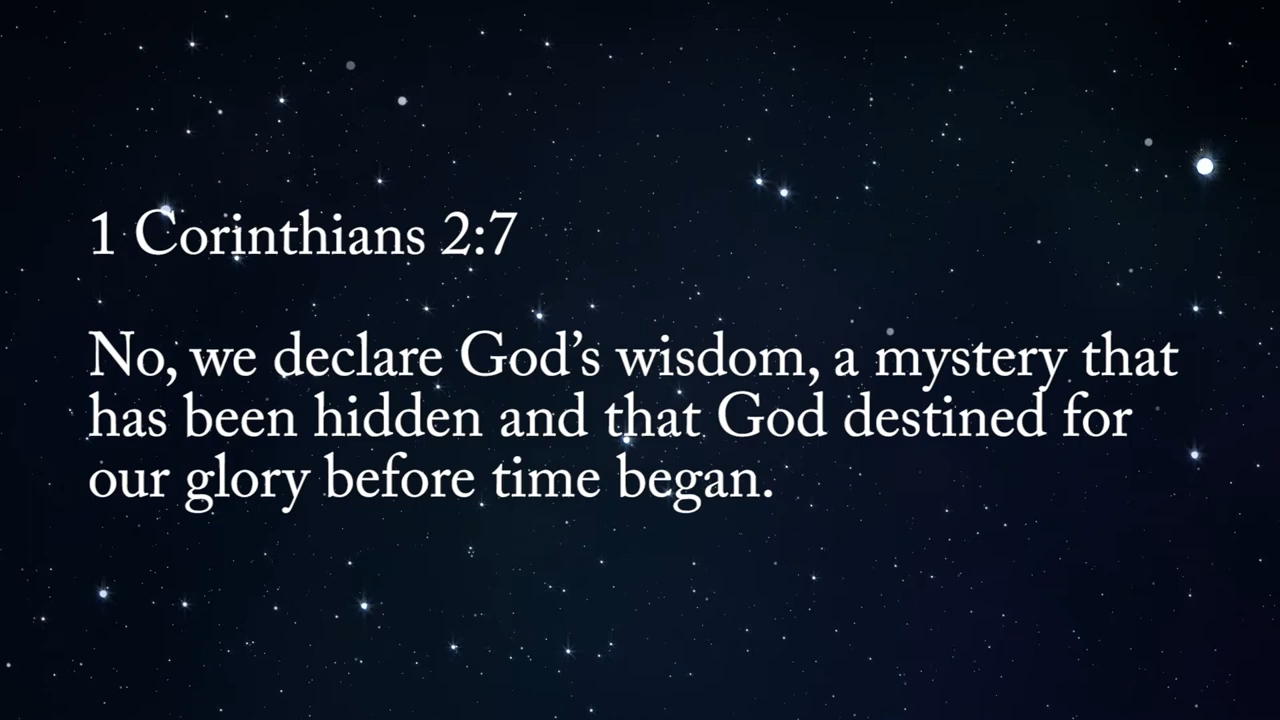 1 Corinthians 2:7
No, we declare God’s wisdom, a mystery that
has been hidden and that God destined for
our glory before time began.